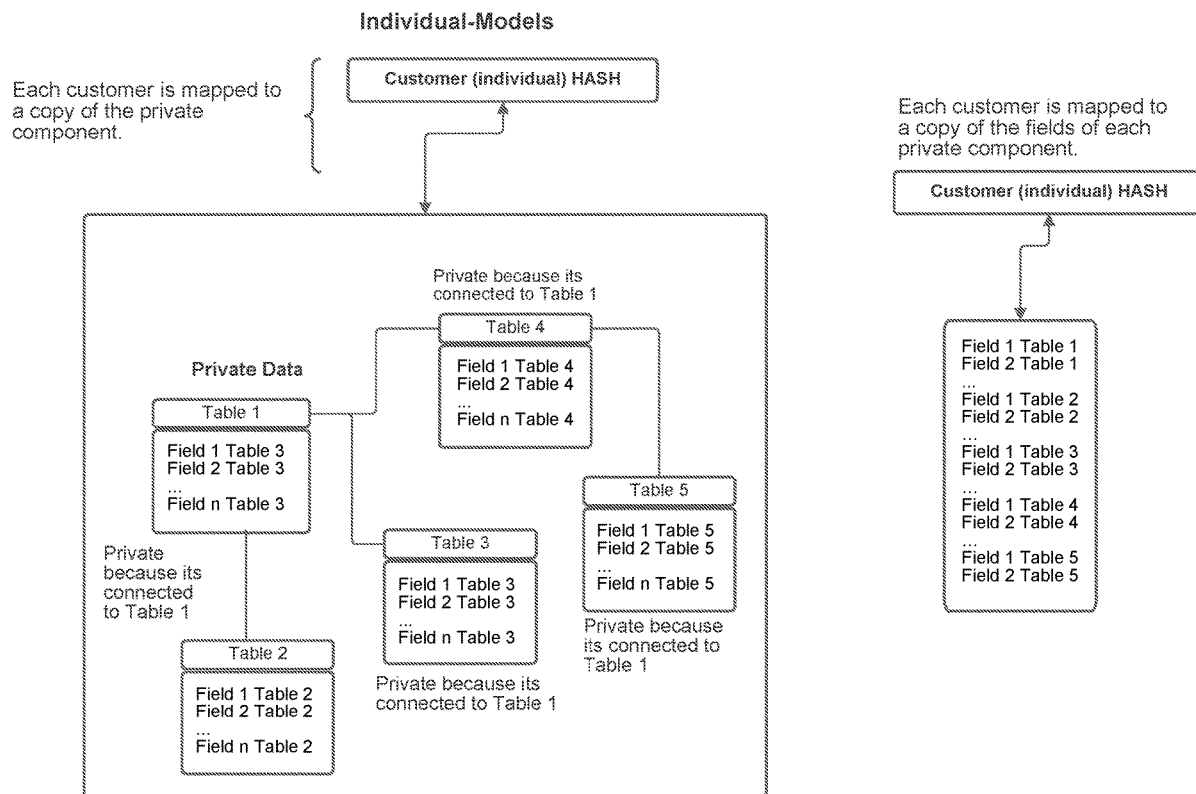 Individual-Models
Each customer is mapped to
a copy of the private
component.
Customer (individual) HASH
Private because its
connected to Table 1
Table 4
Field 1 Table 4
Field 2 Table 4
...
Field n Table 4
Private Data
Table 1
Field 1 Table 3
Field 2 Table 3
...
Field n Table 3
Private
because its
connected
to Table 1
Table 2
Field 1 Table 2
Field 2 Table 2
...
Field n Table 2
Table 3
Field 1 Table 3
Field 2 Table 3
...
Field n Table 3
Private because its
connected to Table 1
Table 5
Field 1 Table 5
Field 2 Table 5
...
Field n Table 5
Private because
its connected to
Table 1
Each customer is mapped to
a copy of the fields of each
private component.
Customer (individual) HASH
Field 1 Table 1
Field 2 Table 1
...
Field 1 Table 2
Field 2 Table 2
...
Field 1 Table 3
Field 2 Table 3
...
Field 1 Table 4
Field 2 Table 4
...
Field 1 Table 5
Field 2 Table 5